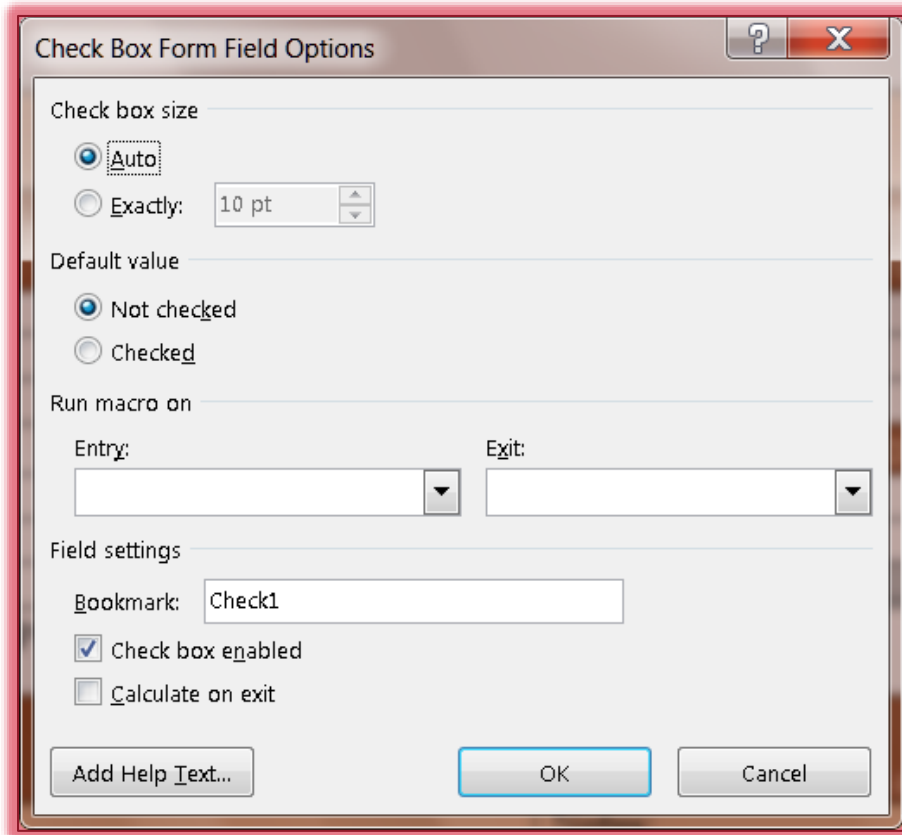 Check Box Form Field Options
Check box size
Auto
Exactly: 10 pt
Default value
Not checked
Checked
Run macro on
Entry: Exit:
Field settings
Bookmark: Check1
Check box enabled
Calculate on exit
Add Help Text... OK Cancel